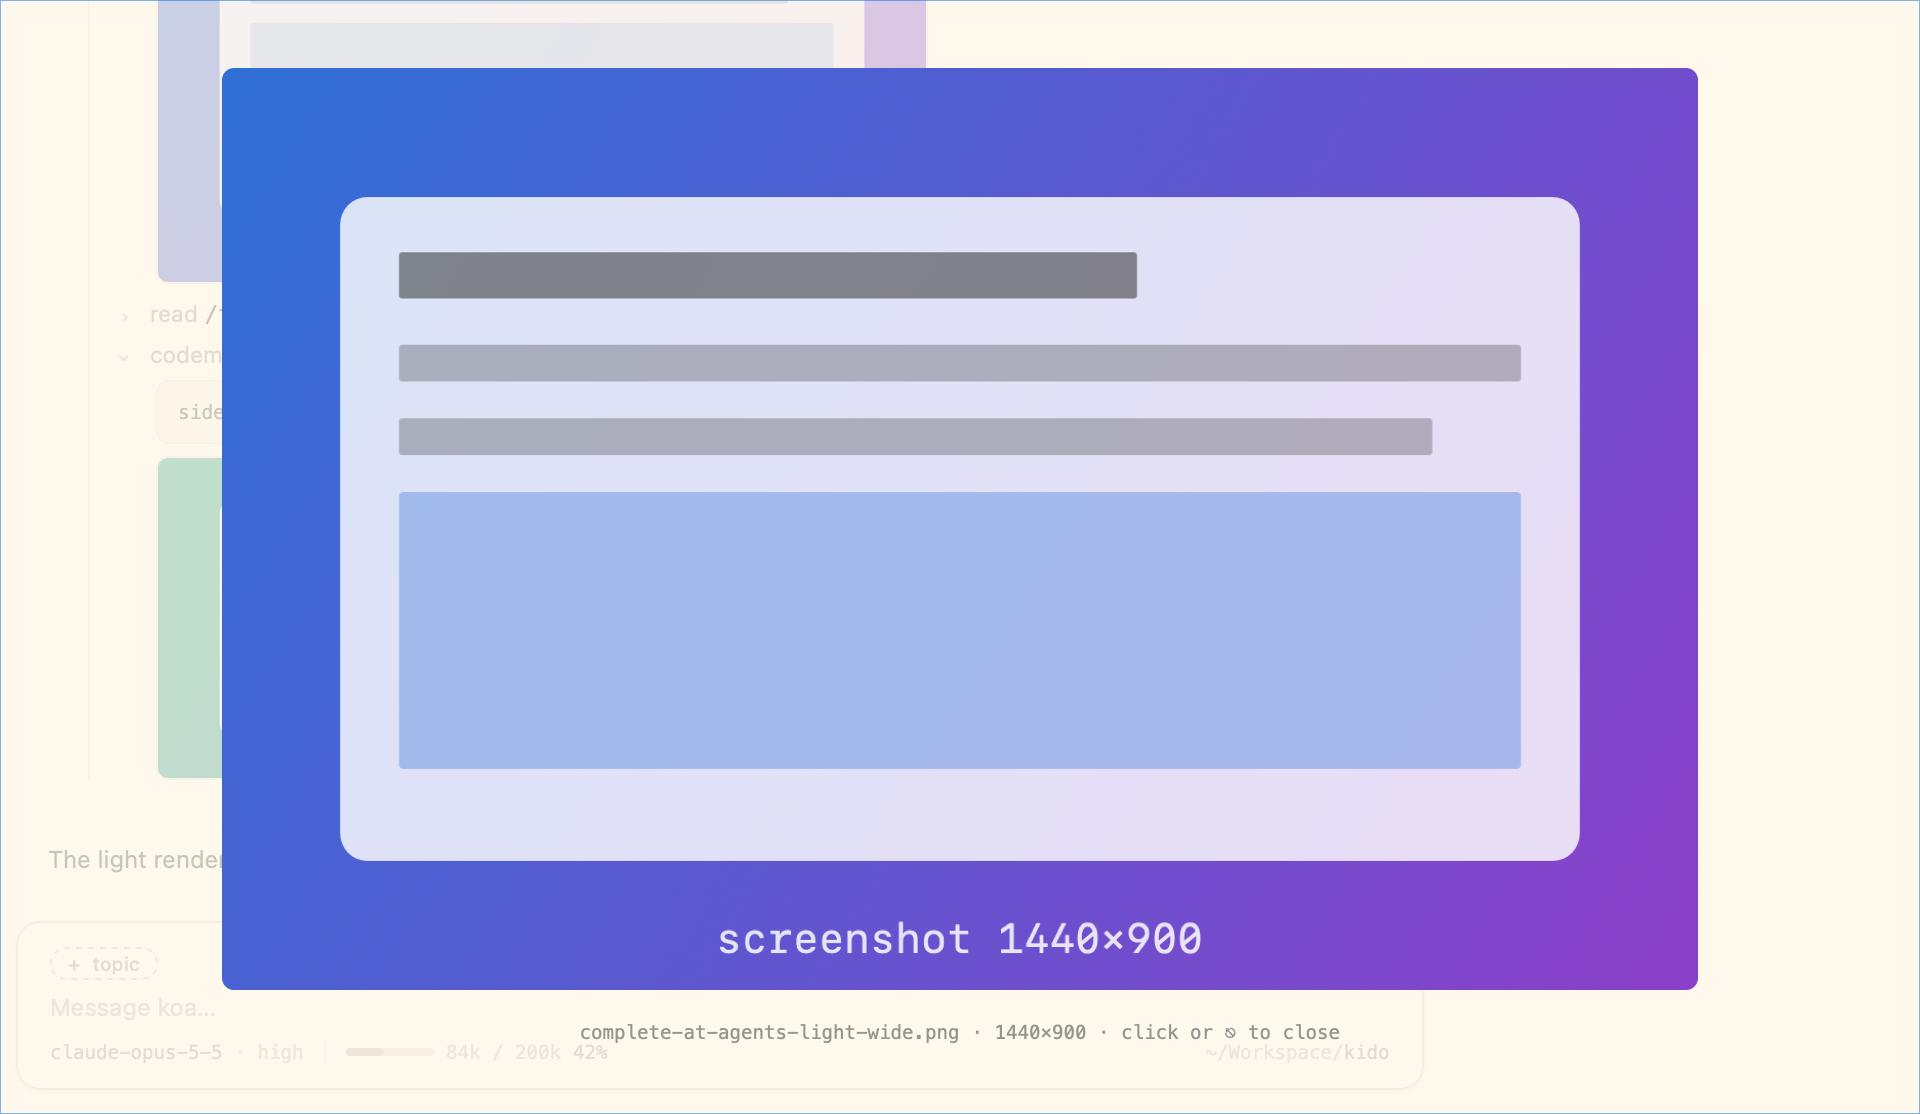 read /
codem
side
The light render
screenshot 1440×900
+ topic
Message koa...
complete-at-agents-light-wide.png · 1440×900 · click or ⎋ to close
claude-opus-5-5 · high 84k / 200k 42% ~/Workspace/kido